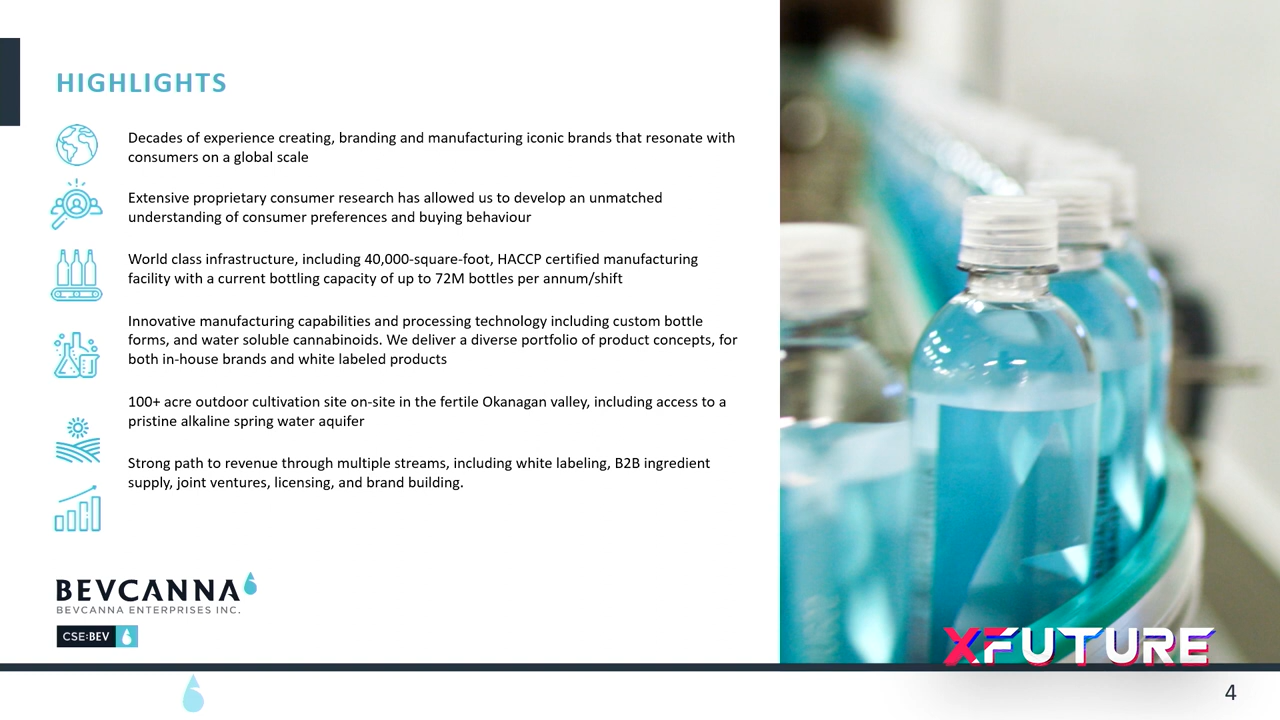 HIGHLIGHTS
Decades of experience creating, branding and manufacturing iconic brands that resonate with
consumers on a global scale
Extensive proprietary consumer research has allowed us to develop an unmatched
understanding of consumer preferences and buying behaviour
World class infrastructure, including 40,000-square-foot, HACCP certified manufacturing
facility with a current bottling capacity of up to 72M bottles per annum/shift
Innovative manufacturing capabilities and processing technology including custom bottle
forms, and water soluble cannabinoids. We deliver a diverse portfolio of product concepts, for
both in-house brands and white labeled products
100+ acre outdoor cultivation site on-site in the fertile Okanagan valley, including access to a
pristine alkaline spring water aquifer
Strong path to revenue through multiple streams, including white labeling, B2B ingredient
supply, joint ventures, licensing, and brand building.
BEVCANNA
BEVCANNA ENTERPRISES INC.
CSE:BEV
XFUTURE
4